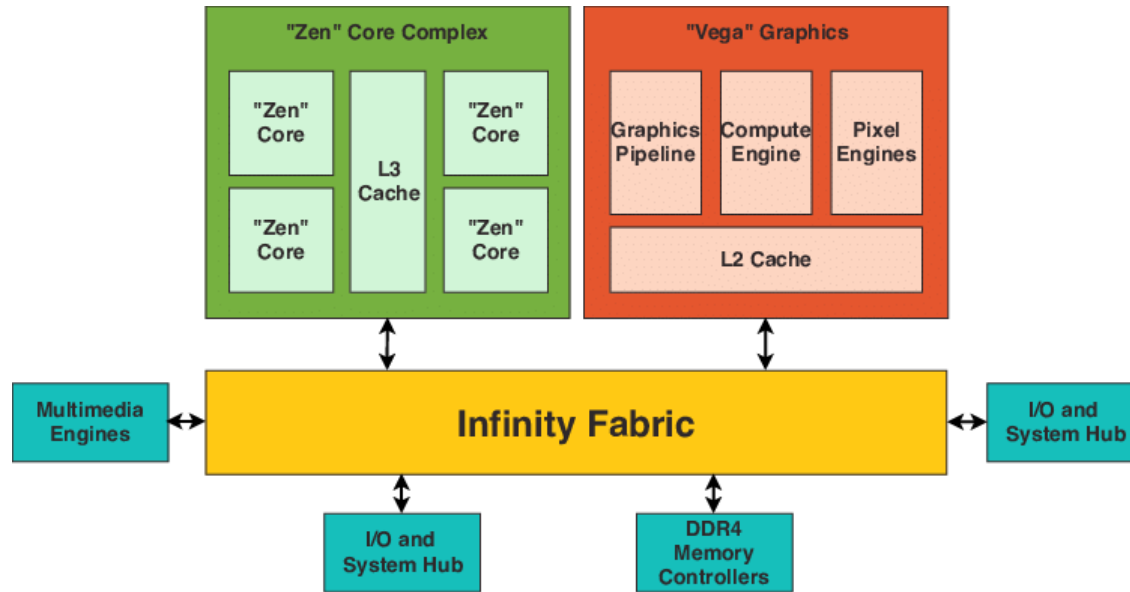 "Zen" Core Complex
"Zen"
Core
"Zen"
Core
L3
Cache
"Zen"
Core
"Zen"
Core
"Vega" Graphics
Graphics
Pipeline
Compute
Engine
Pixel
Engines
L2 Cache
Multimedia
Engines
Infinity Fabric
I/O and
System Hub
I/O and
System Hub
DDR4
Memory
Controllers